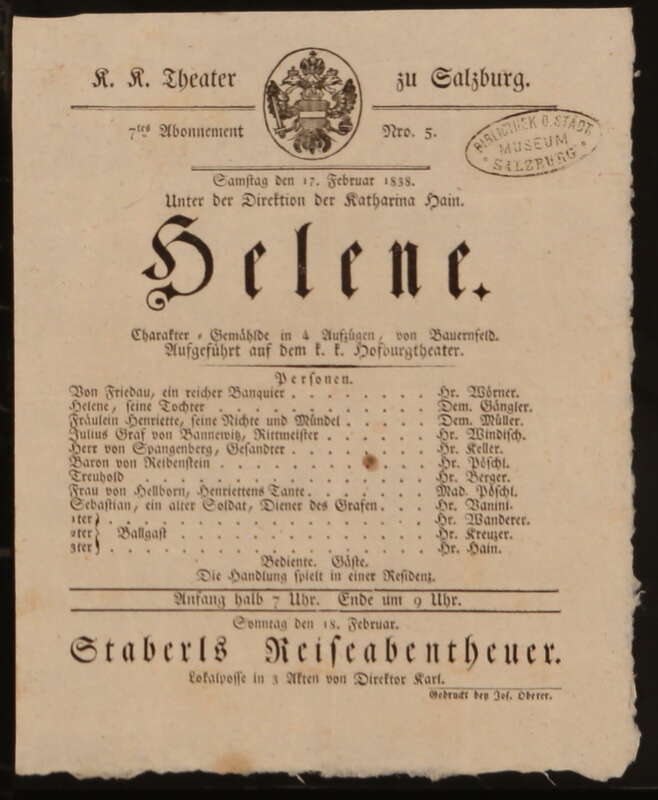 K. K. Theater zu Salzburg.
7tes Abonnement Nro. 5.
BIBLIOTHEK D. STÄDT.
MUSEUM
SALZBURG
Samstag den 17. Februar 1838.
Unter der Direktion der Katharina Hain.
Helene.
Charakter-Gemählde in 4 Aufzügen, von Bauernfeld.
Aufgeführt auf dem k. k. Hofburgtheater.
Personen.
Von Friedau, ein reicher Banquier . . . . . . . . Hr. Wörner.
Helene, seine Tochter . . . . . . . . . . . . Dem. Gängler.
Fräulein Henriette, seine Nichte und Mündel . . . . . Dem. Müller.
Julius Graf von Bannewitz, Rittmeister . . . . . . Hr. Windisch.
Herr von Spangenberg, Gesandter . . . . . . . . Hr. Keller.
Baron von Reibenstein . . . . . . . . . . . . Hr. Pöschl.
Treuhold . . . . . . . . . . . . . . . Hr. Berger.
Frau von Hellborn, Henriettens Tante . . . . . . . Mad. Pöschl.
Sebastian, ein alter Soldat, Diener des Grafen . . . . Hr. Vanini.
1ter} . . . . . . . . . . . . . . . Hr. Wanderer.
2ter} Ballgast . . . . . . . . . . . . . Hr. Kreuzer.
3ter} . . . . . . . . . . . . . . . Hr. Hain.
Bediente. Gäste.
Die Handlung spielt in einer Residenz.
Anfang halb 7 Uhr. Ende um 9 Uhr.
Sonntag den 18. Februar.
Staberls Reiseabentheuer.
Lokalposse in 3 Akten von Direktor Karl.
Gedruckt bey Jos. Oberer.